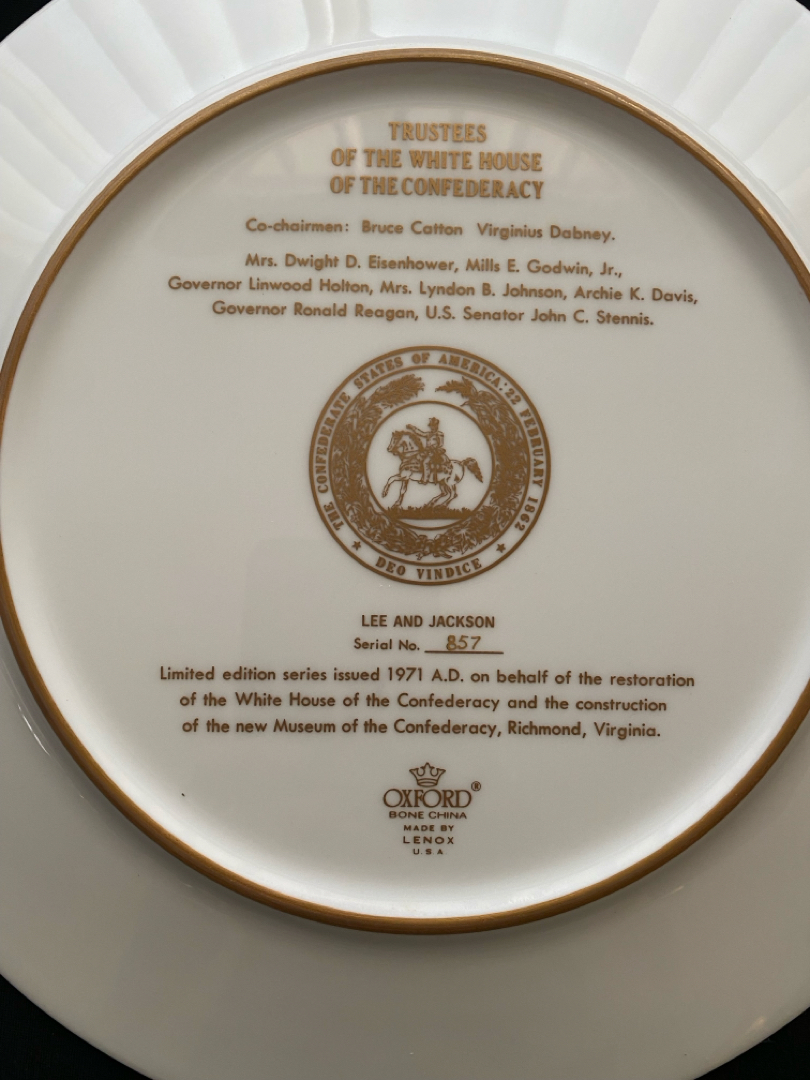 TRUSTEES
OF THE WHITE HOUSE
OF THE CONFEDERACY
Co-chairmen: Bruce Catton Virginius Dabney.
Mrs. Dwight D. Eisenhower, Mills E. Godwin, Jr.,
Governor Linwood Holton, Mrs. Lyndon B. Johnson, Archie K. Davis,
Governor Ronald Reagan, U.S. Senator John C. Stennis.
THE CONFEDERATE STATES OF AMERICA: 22 FEBRUARY 1862
DEO VINDICE
LEE AND JACKSON
Serial No. 857
Limited edition series issued 1971 A.D. on behalf of the restoration
of the White House of the Confederacy and the construction
of the new Museum of the Confederacy, Richmond, Virginia.
OXFORD®
BONE CHINA
MADE BY
LENOX
U.S.A